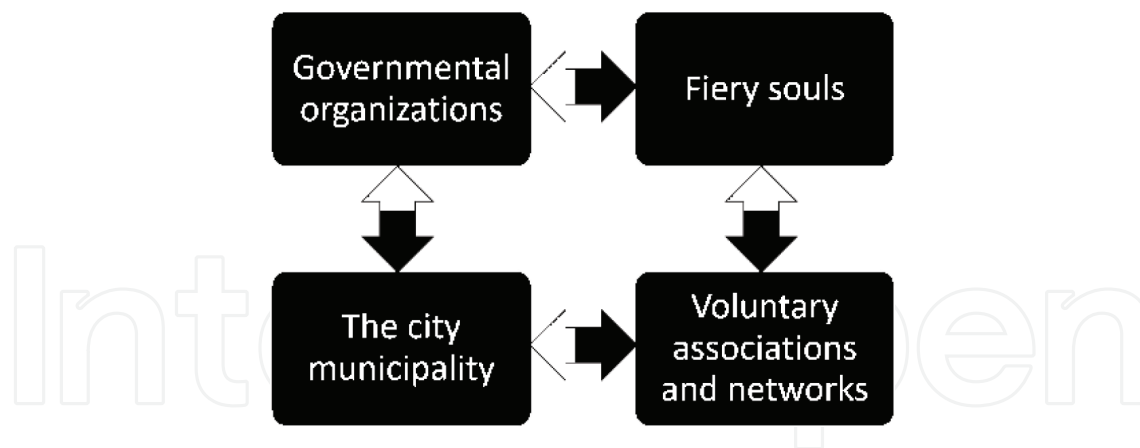 Governmental
organizations
Fiery souls
The city
municipality
Voluntary
associations
and networks